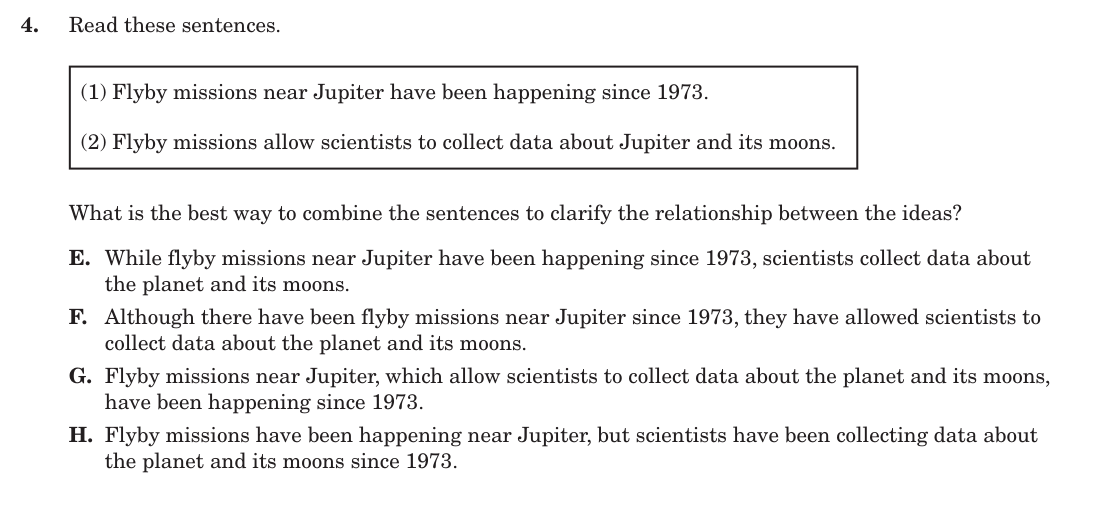 4. Read these sentences.
(1) Flyby missions near Jupiter have been happening since 1973.
(2) Flyby missions allow scientists to collect data about Jupiter and its moons.
What is the best way to combine the sentences to clarify the relationship between the ideas?
E. While flyby missions near Jupiter have been happening since 1973, scientists collect data about
the planet and its moons.
F. Although there have been flyby missions near Jupiter since 1973, they have allowed scientists to
collect data about the planet and its moons.
G. Flyby missions near Jupiter, which allow scientists to collect data about the planet and its moons,
have been happening since 1973.
H. Flyby missions have been happening near Jupiter, but scientists have been collecting data about
the planet and its moons since 1973.